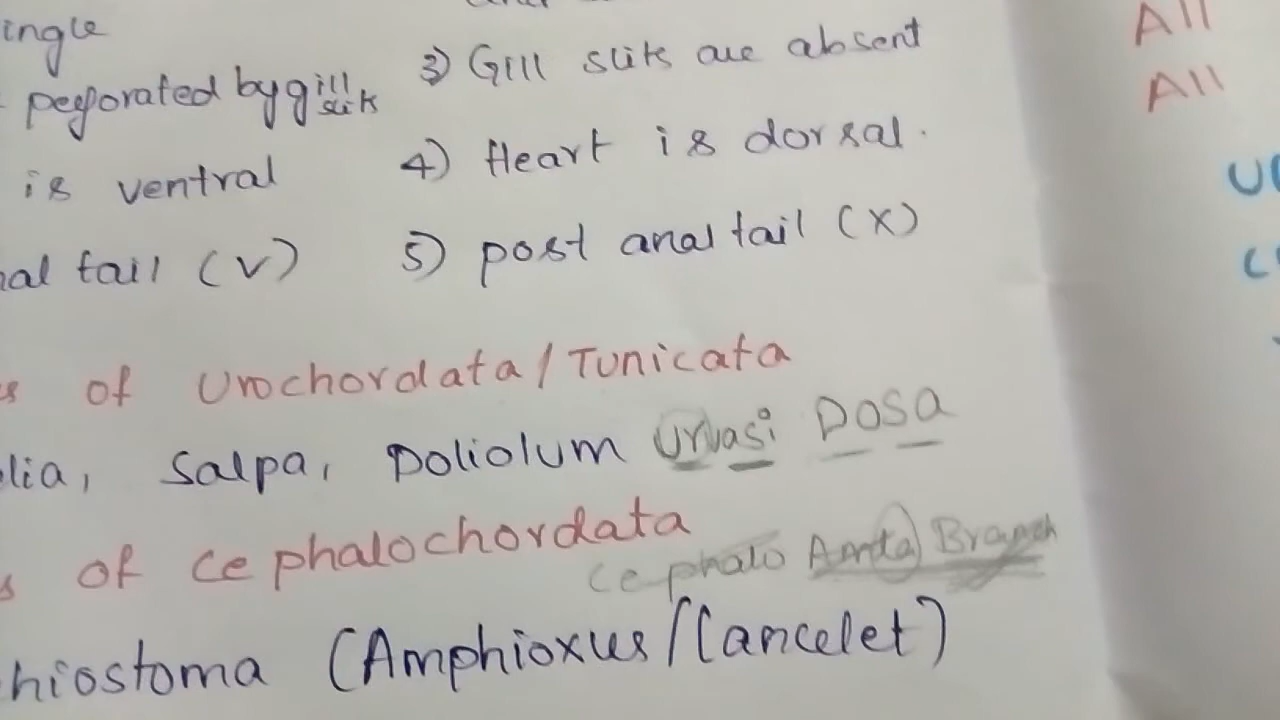 ingle
perforated by gill slits
3) Gill slits are absent
is ventral
4) Heart is dorsal.
nal tail (✓)
5) post anal tail (X)
of Urochordata/Tunicata
lia, Salpa, Doliolum Urvasi DOSA
of cephalochordata
cephalo Branch
hiostoma (Amphioxus/lancelet)
All
All